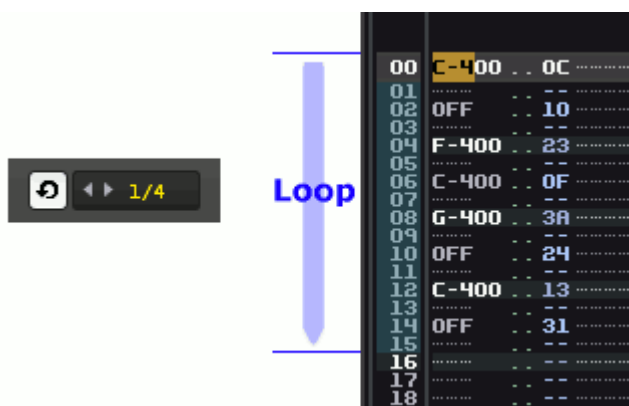 1/4
Loop
00 C-400 .. 0C
01 .. --
02 OFF .. 10
03 .. --
04 F-400 .. 23
05 .. --
06 C-400 .. 0F
07 .. --
08 G-400 .. 3A
09 .. --
10 OFF .. 24
11 .. --
12 C-400 .. 13
13 .. --
14 OFF .. 31
15 .. --
16 .. --
17 .. --
18 .. --